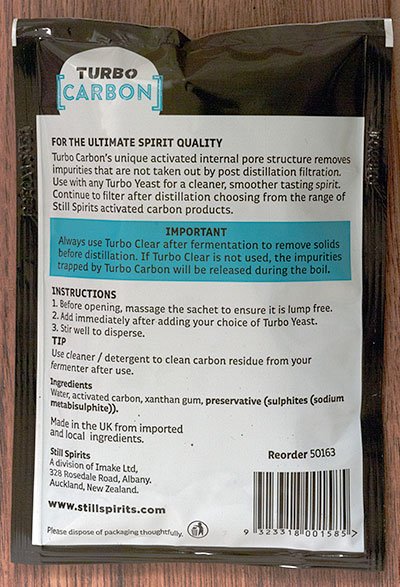 TURBO
[CARBON]
FOR THE ULTIMATE SPIRIT QUALITY
Turbo Carbon's unique activated internal pore structure removes
impurities that are not taken out by post distillation filtration.
Use with any Turbo Yeast for a cleaner, smoother tasting spirit.
Continue to filter after distillation choosing from the range of
Still Spirits activated carbon products.
IMPORTANT
Always use Turbo Clear after fermentation to remove solids
before distillation. If Turbo Clear is not used, the impurities
trapped by Turbo Carbon will be released during the boil.
INSTRUCTIONS
1. Before opening, massage the sachet to ensure it is lump free.
2. Add immediately after adding your choice of Turbo Yeast.
3. Stir well to disperse.
TIP
Use cleaner / detergent to clean carbon residue from your
fermenter after use.
Ingredients
Water, activated carbon, xanthan gum, preservative (sulphites (sodium
metabisulphite)).
Made in the UK from imported
and local ingredients.
Still Spirits
A division of Imake Ltd,
328 Rosedale Road, Albany.
Auckland, New Zealand.
www.stillspirits.com
Please dispose of packaging thoughtfully.
Reorder 50163
9 323318 001585 >